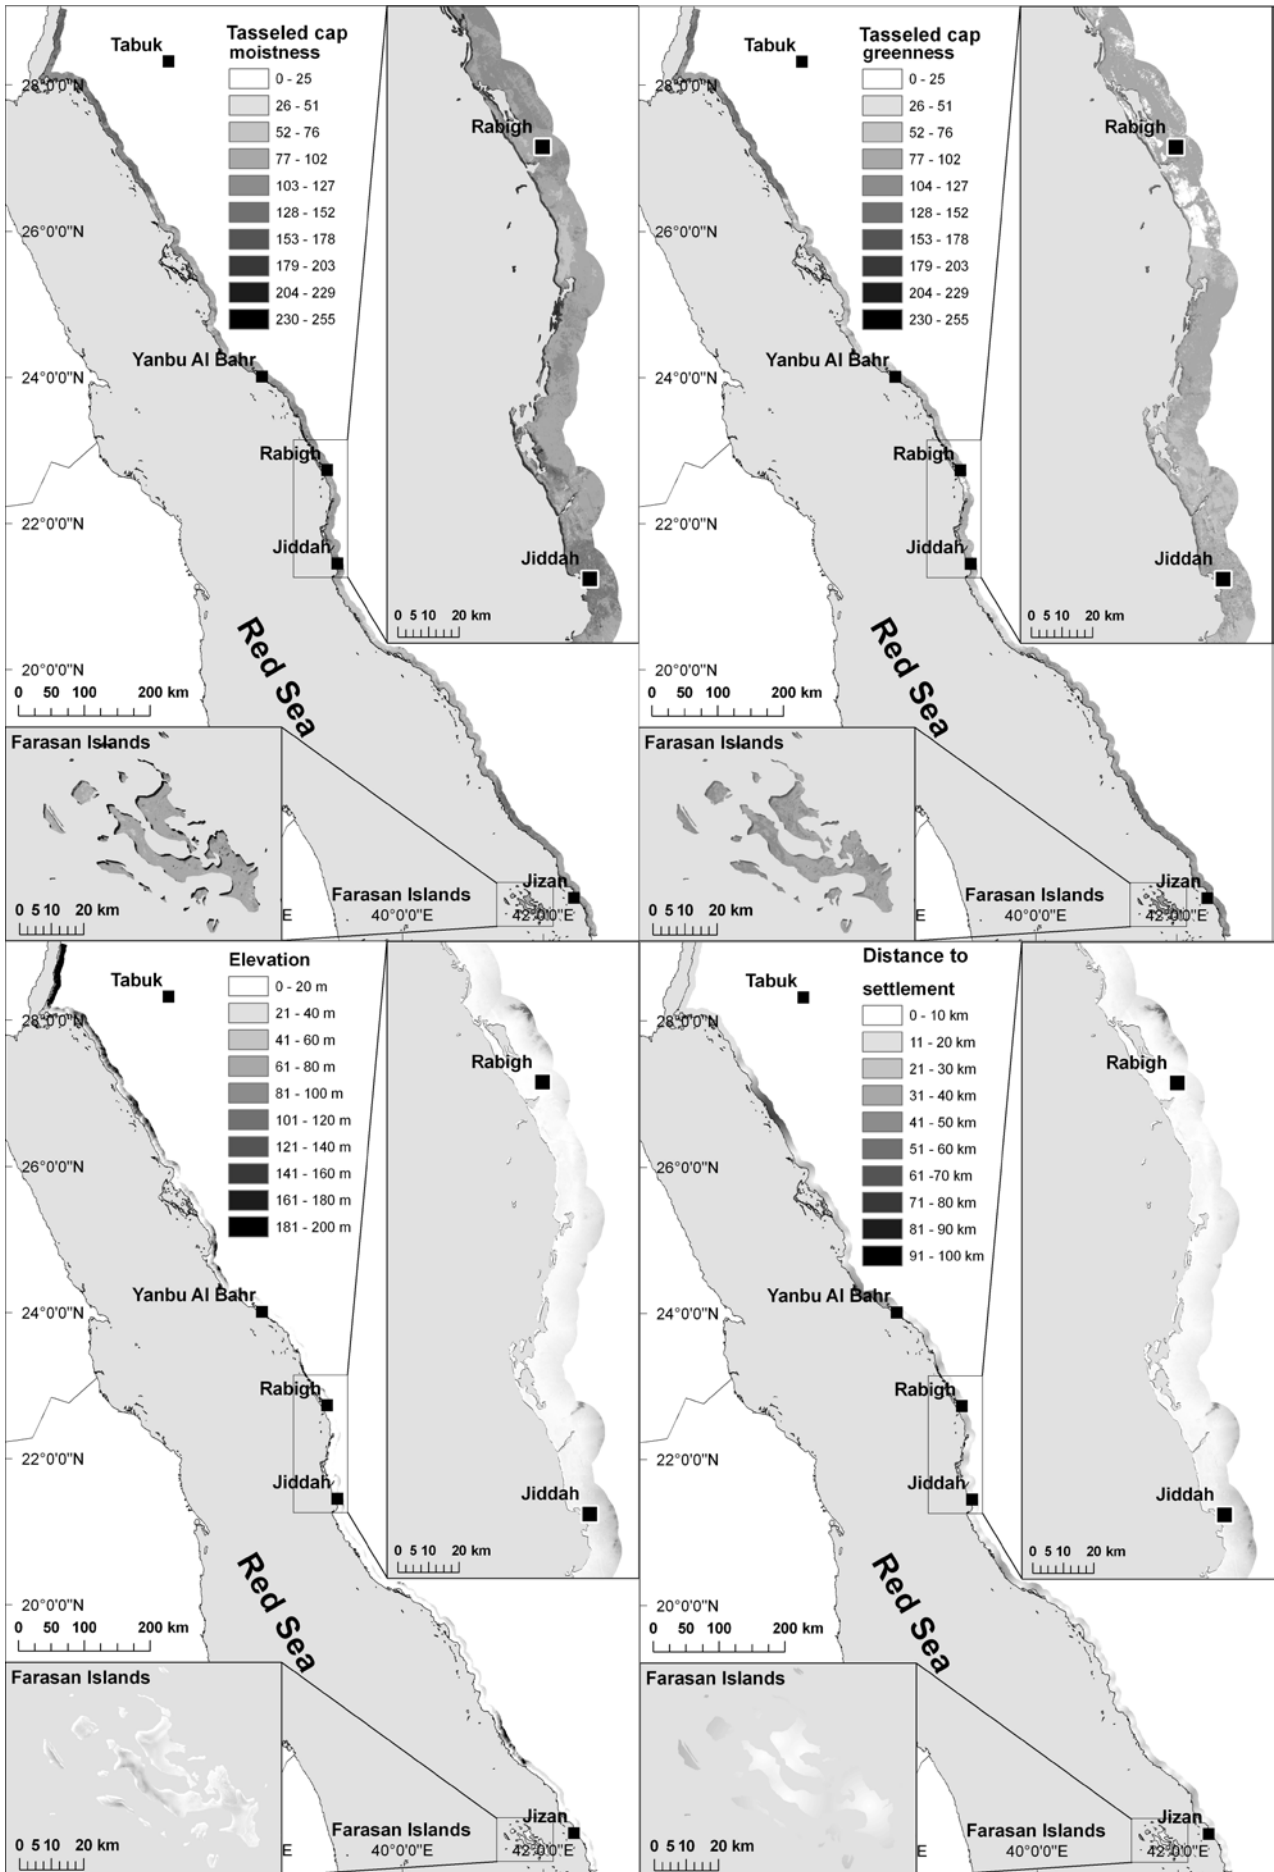 Tabuk
Tasseled cap
moistness
0 - 25
26 - 51
52 - 76
77 - 102
103 - 127
128 - 152
153 - 178
179 - 203
204 - 229
230 - 255
28°0'0"N
26°0'0"N
24°0'0"N
22°0'0"N
20°0'0"N
Yanbu Al Bahr
Rabigh
Jiddah
Red Sea
Rabigh
Jiddah
0 5 10 20 km
0 50 100 200 km
Farasan Islands
0 5 10 20 km
Farasan Islands
Jizan
E
40°0'0"E
42°0'0"E
Tabuk
Tasseled cap
greenness
0 - 25
26 - 51
52 - 76
77 - 102
104 - 127
128 - 152
153 - 178
179 - 203
204 - 229
230 - 255
28°0'0"N
26°0'0"N
24°0'0"N
22°0'0"N
20°0'0"N
Yanbu Al Bahr
Rabigh
Jiddah
Red Sea
Rabigh
Jiddah
0 5 10 20 km
0 50 100 200 km
Farasan Islands
0 5 10 20 km
Farasan Islands
Jizan
E
40°0'0"E
42°0'0"E
Tabuk
Elevation
0 - 20 m
21 - 40 m
41 - 60 m
61 - 80 m
81 - 100 m
101 - 120 m
121 - 140 m
141 - 160 m
161 - 180 m
181 - 200 m
28°0'0"N
26°0'0"N
24°0'0"N
22°0'0"N
20°0'0"N
Yanbu Al Bahr
Rabigh
Jiddah
Red Sea
Rabigh
Jiddah
0 5 10 20 km
0 50 100 200 km
Farasan Islands
0 5 10 20 km
Farasan Islands
Jizan
E
40°0'0"E
42°0'0"E
Tabuk
Distance to
settlement
0 - 10 km
11 - 20 km
21 - 30 km
31 - 40 km
41 - 50 km
51 - 60 km
61 -70 km
71 - 80 km
81 - 90 km
91 - 100 km
28°0'0"N
26°0'0"N
24°0'0"N
22°0'0"N
20°0'0"N
Yanbu Al Bahr
Rabigh
Jiddah
Red Sea
Rabigh
Jiddah
0 5 10 20 km
0 50 100 200 km
Farasan Islands
0 5 10 20 km
Farasan Islands
Jizan
E
40°0'0"E
42°0'0"E